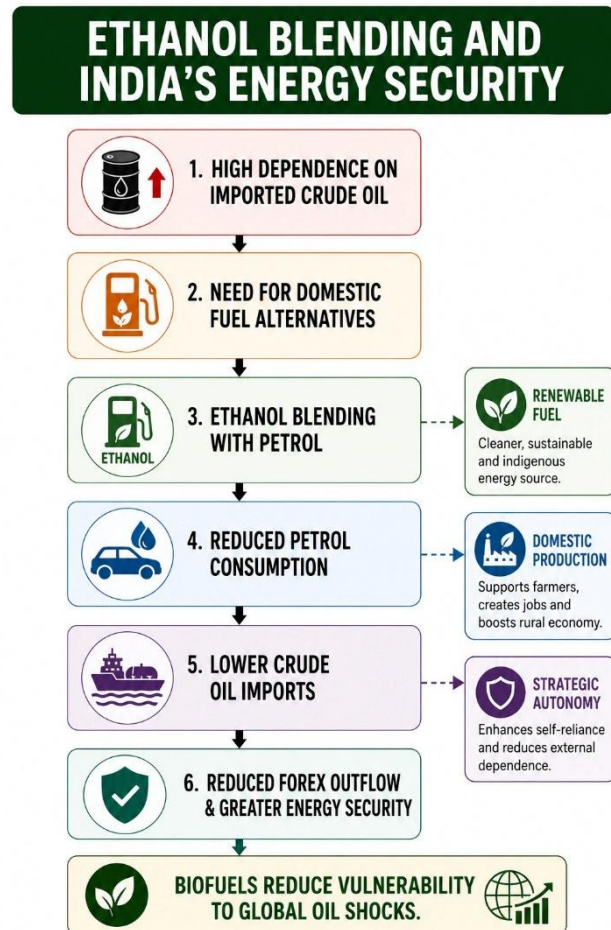 ETHANOL BLENDING AND
INDIA'S ENERGY SECURITY
1. HIGH DEPENDENCE ON
IMPORTED CRUDE OIL
2. NEED FOR DOMESTIC
FUEL ALTERNATIVES
ETHANOL
3. ETHANOL BLENDING
WITH PETROL
RENEWABLE
FUEL
Cleaner, sustainable
and indigenous
energy source.
4. REDUCED PETROL
CONSUMPTION
DOMESTIC
PRODUCTION
Supports farmers,
creates jobs and
boosts rural economy.
5. LOWER CRUDE
OIL IMPORTS
STRATEGIC
AUTONOMY
Enhances self-reliance
and reduces external
dependence.
6. REDUCED FOREX OUTFLOW
& GREATER ENERGY SECURITY
BIOFUELS REDUCE VULNERABILITY
TO GLOBAL OIL SHOCKS.